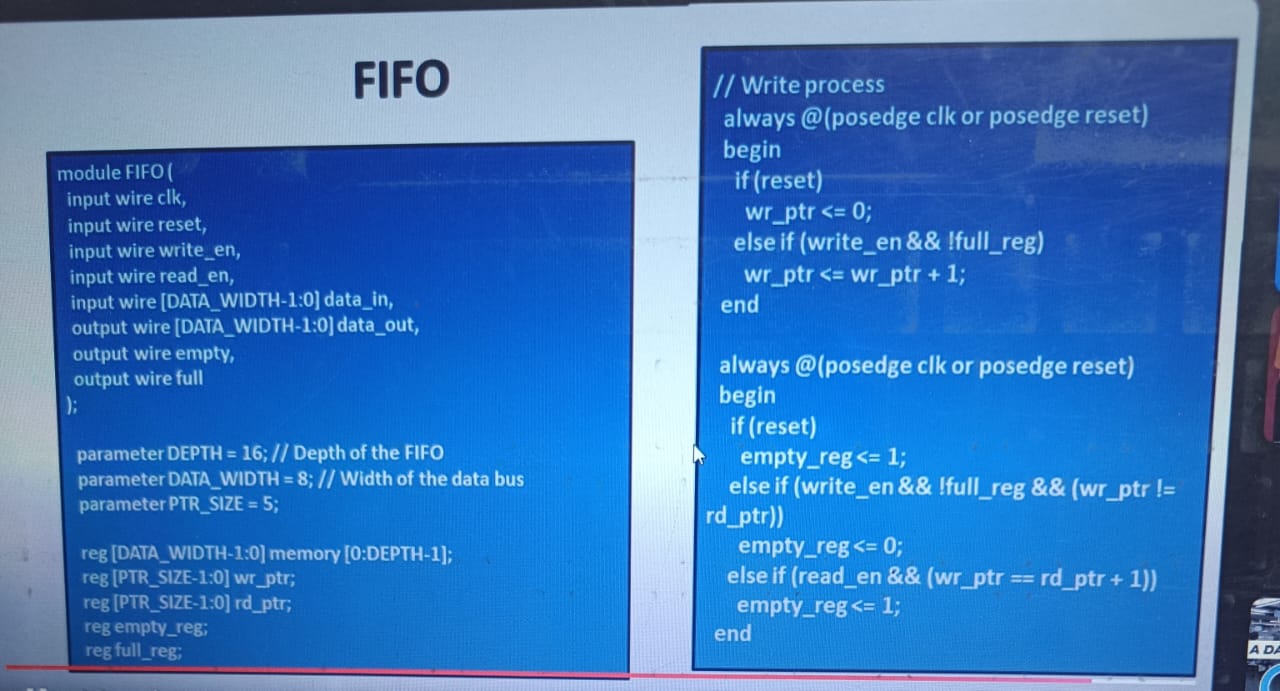 FIFO
module FIFO (
input wire clk,
input wire reset,
input wire write_en,
input wire read_en,
input wire [DATA_WIDTH-1:0] data_in,
output wire [DATA_WIDTH-1:0] data_out,
output wire empty,
output wire full
);
parameter DEPTH = 16; // Depth of the FIFO
parameter DATA_WIDTH = 8; // Width of the data bus
parameter PTR_SIZE = 5;
reg [DATA_WIDTH-1:0] memory [0:DEPTH-1];
reg [PTR_SIZE-1:0] wr_ptr;
reg [PTR_SIZE-1:0] rd_ptr;
reg empty_reg;
reg full_reg;
// Write process
always @(posedge clk or posedge reset)
begin
if (reset)
wr_ptr <= 0;
else if (write_en && !full_reg)
wr_ptr <= wr_ptr + 1;
end
always @(posedge clk or posedge reset)
begin
if (reset)
empty_reg <= 1;
else if (write_en && !full_reg && (wr_ptr !=
rd_ptr))
empty_reg <= 0;
else if (read_en && (wr_ptr == rd_ptr + 1))
empty_reg <= 1;
end